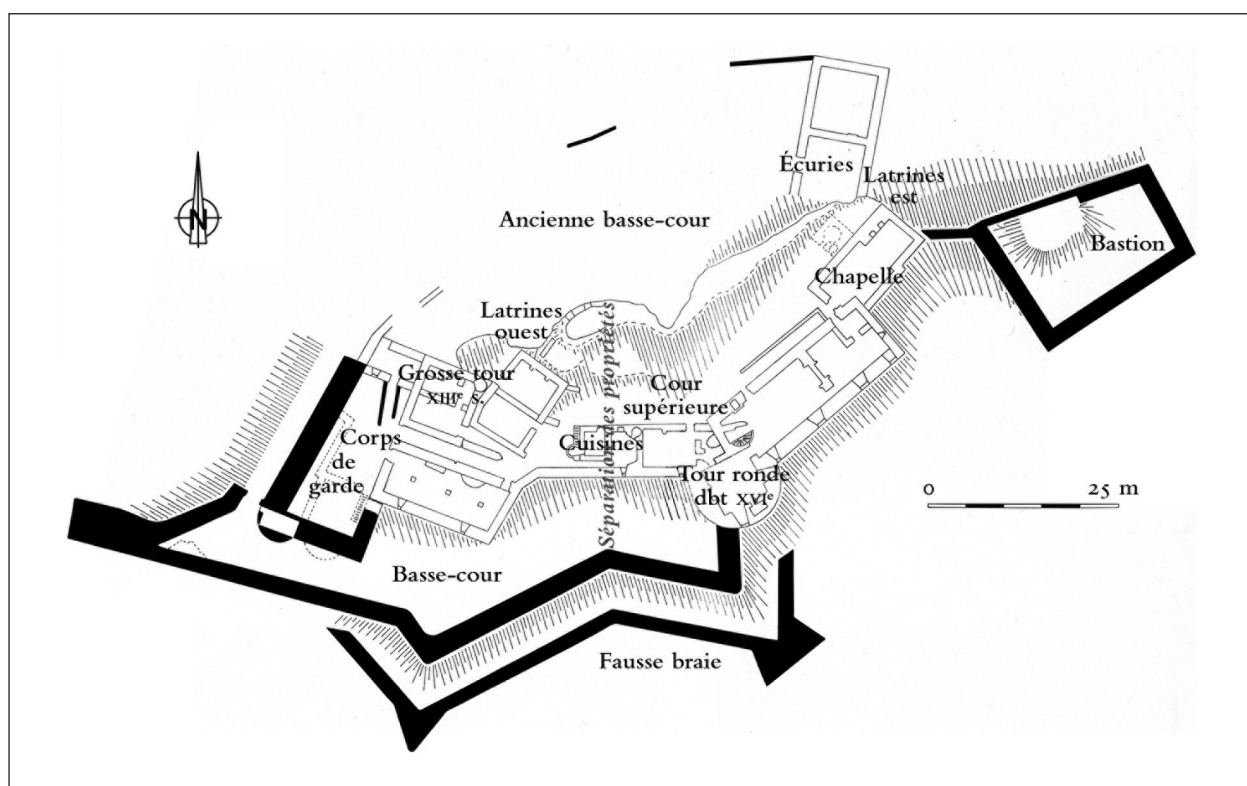 Écuries
Latrines
est
N
Ancienne basse-cour
Bastion
Chapelle
Latrines
ouest
Séparation des propriétés
Grosse tour
XIIIe s.
Cour
supérieure
Corps
de
garde
Cuisines
Tour ronde
dbt XVIe
0 25 m
Basse-cour
Fausse braie